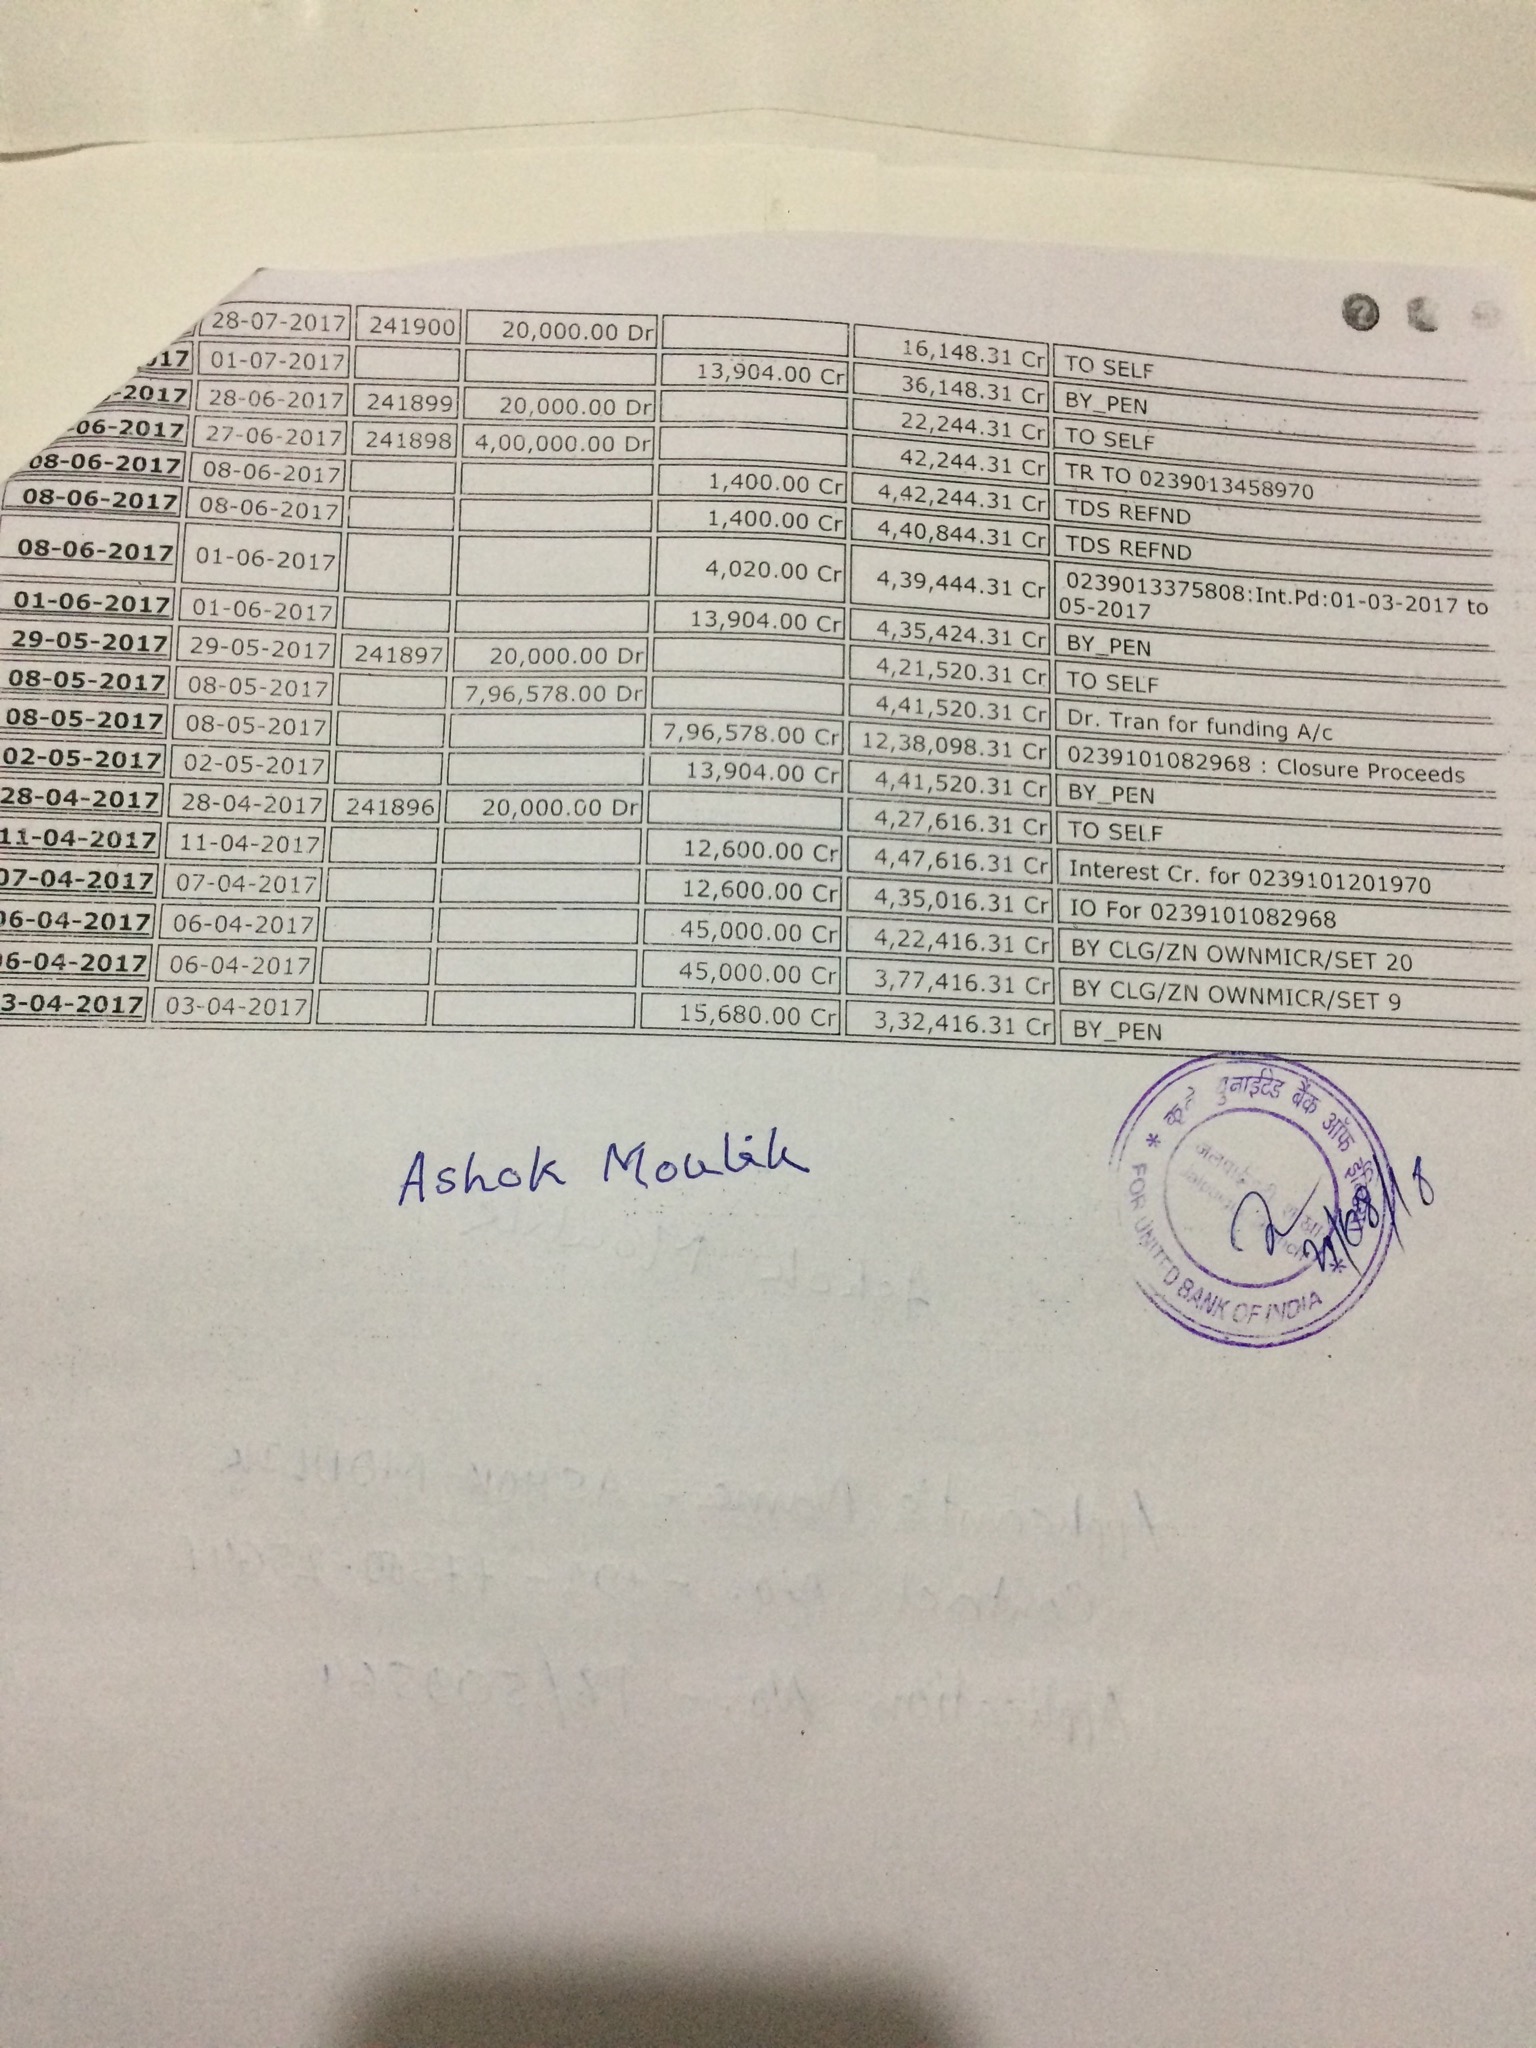 28-07-2017 241900 20,000.00 Dr 16,148.31 Cr TO SELF
01-07-2017 13,904.00 Cr 36,148.31 Cr BY_PEN
28-06-2017 241899 20,000.00 Dr 22,244.31 Cr TO SELF
27-06-2017 241898 4,00,000.00 Dr 42,244.31 Cr TR TO 0239013458970
08-06-2017 08-06-2017 1,400.00 Cr 4,42,244.31 Cr TDS REFND
08-06-2017 08-06-2017 1,400.00 Cr 4,40,844.31 Cr TDS REFND
08-06-2017 01-06-2017 4,020.00 Cr 4,39,444.31 Cr 0239013375808:Int.Pd:01-03-2017 to
05-2017
01-06-2017 01-06-2017 13,904.00 Cr 4,35,424.31 Cr BY_PEN
29-05-2017 29-05-2017 241897 20,000.00 Dr 4,21,520.31 Cr TO SELF
08-05-2017 08-05-2017 7,96,578.00 Dr 4,41,520.31 Cr Dr. Tran for funding A/c
08-05-2017 08-05-2017 7,96,578.00 Cr 12,38,098.31 Cr 0239101082968 : Closure Proceeds
02-05-2017 02-05-2017 13,904.00 Cr 4,41,520.31 Cr BY_PEN
28-04-2017 28-04-2017 241896 20,000.00 Dr 4,27,616.31 Cr TO SELF
11-04-2017 11-04-2017 12,600.00 Cr 4,47,616.31 Cr Interest Cr. for 0239101201970
07-04-2017 07-04-2017 12,600.00 Cr 4,35,016.31 Cr IO For 0239101082968
06-04-2017 06-04-2017 45,000.00 Cr 4,22,416.31 Cr BY CLG/ZN OWNMICR/SET 20
06-04-2017 06-04-2017 45,000.00 Cr 3,77,416.31 Cr BY CLG/ZN OWNMICR/SET 9
3-04-2017 03-04-2017 15,680.00 Cr 3,32,416.31 Cr BY_PEN
Ashok Moulik
कृते युनाईटेड बैंक ऑफ इंडिया
FOR UNITED BANK OF INDIA